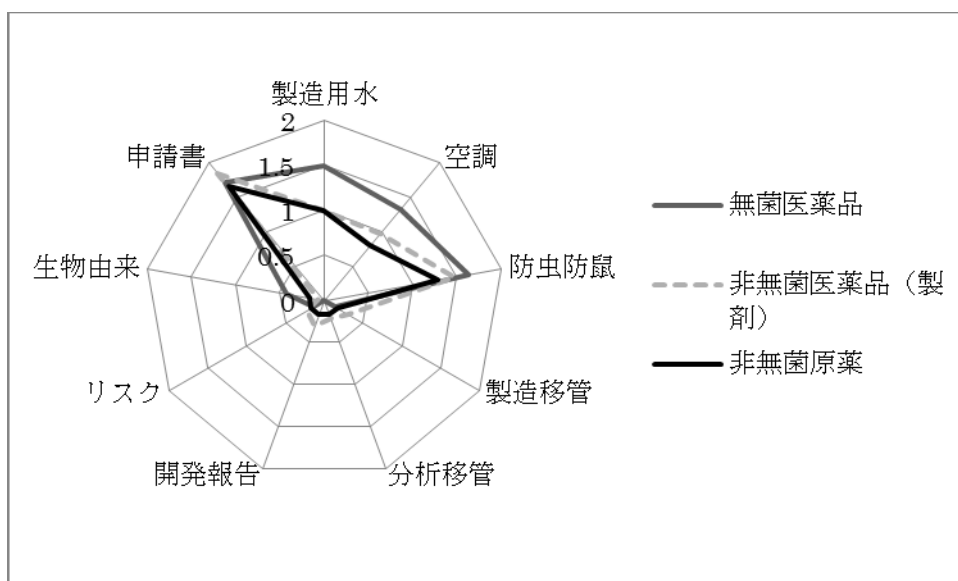 製造用水
空調
防虫防鼠
製造移管
分析移管
開発報告
リスク
生物由来
申請書
2
1.5
1
0.5
0
無菌医薬品
非無菌医薬品（製
剤）
非無菌原薬